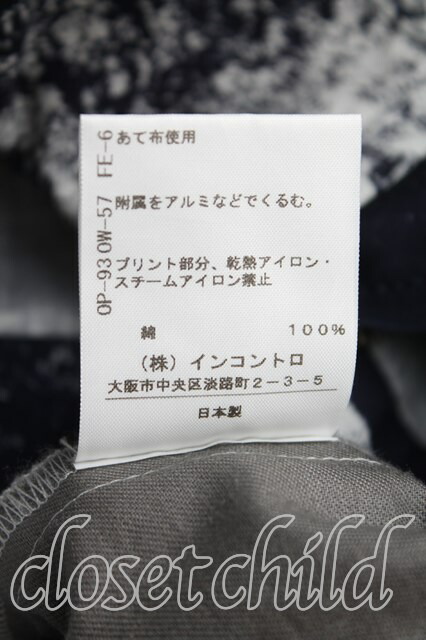 OP-930W-57 FE-6
あて布使用
附属をアルミなどでくるむ。
プリント部分、乾熱アイロン・
スチームアイロン禁止
綿 100%
（株）インコントロ
大阪市中央区淡路町2-3-5
日本製
closet child